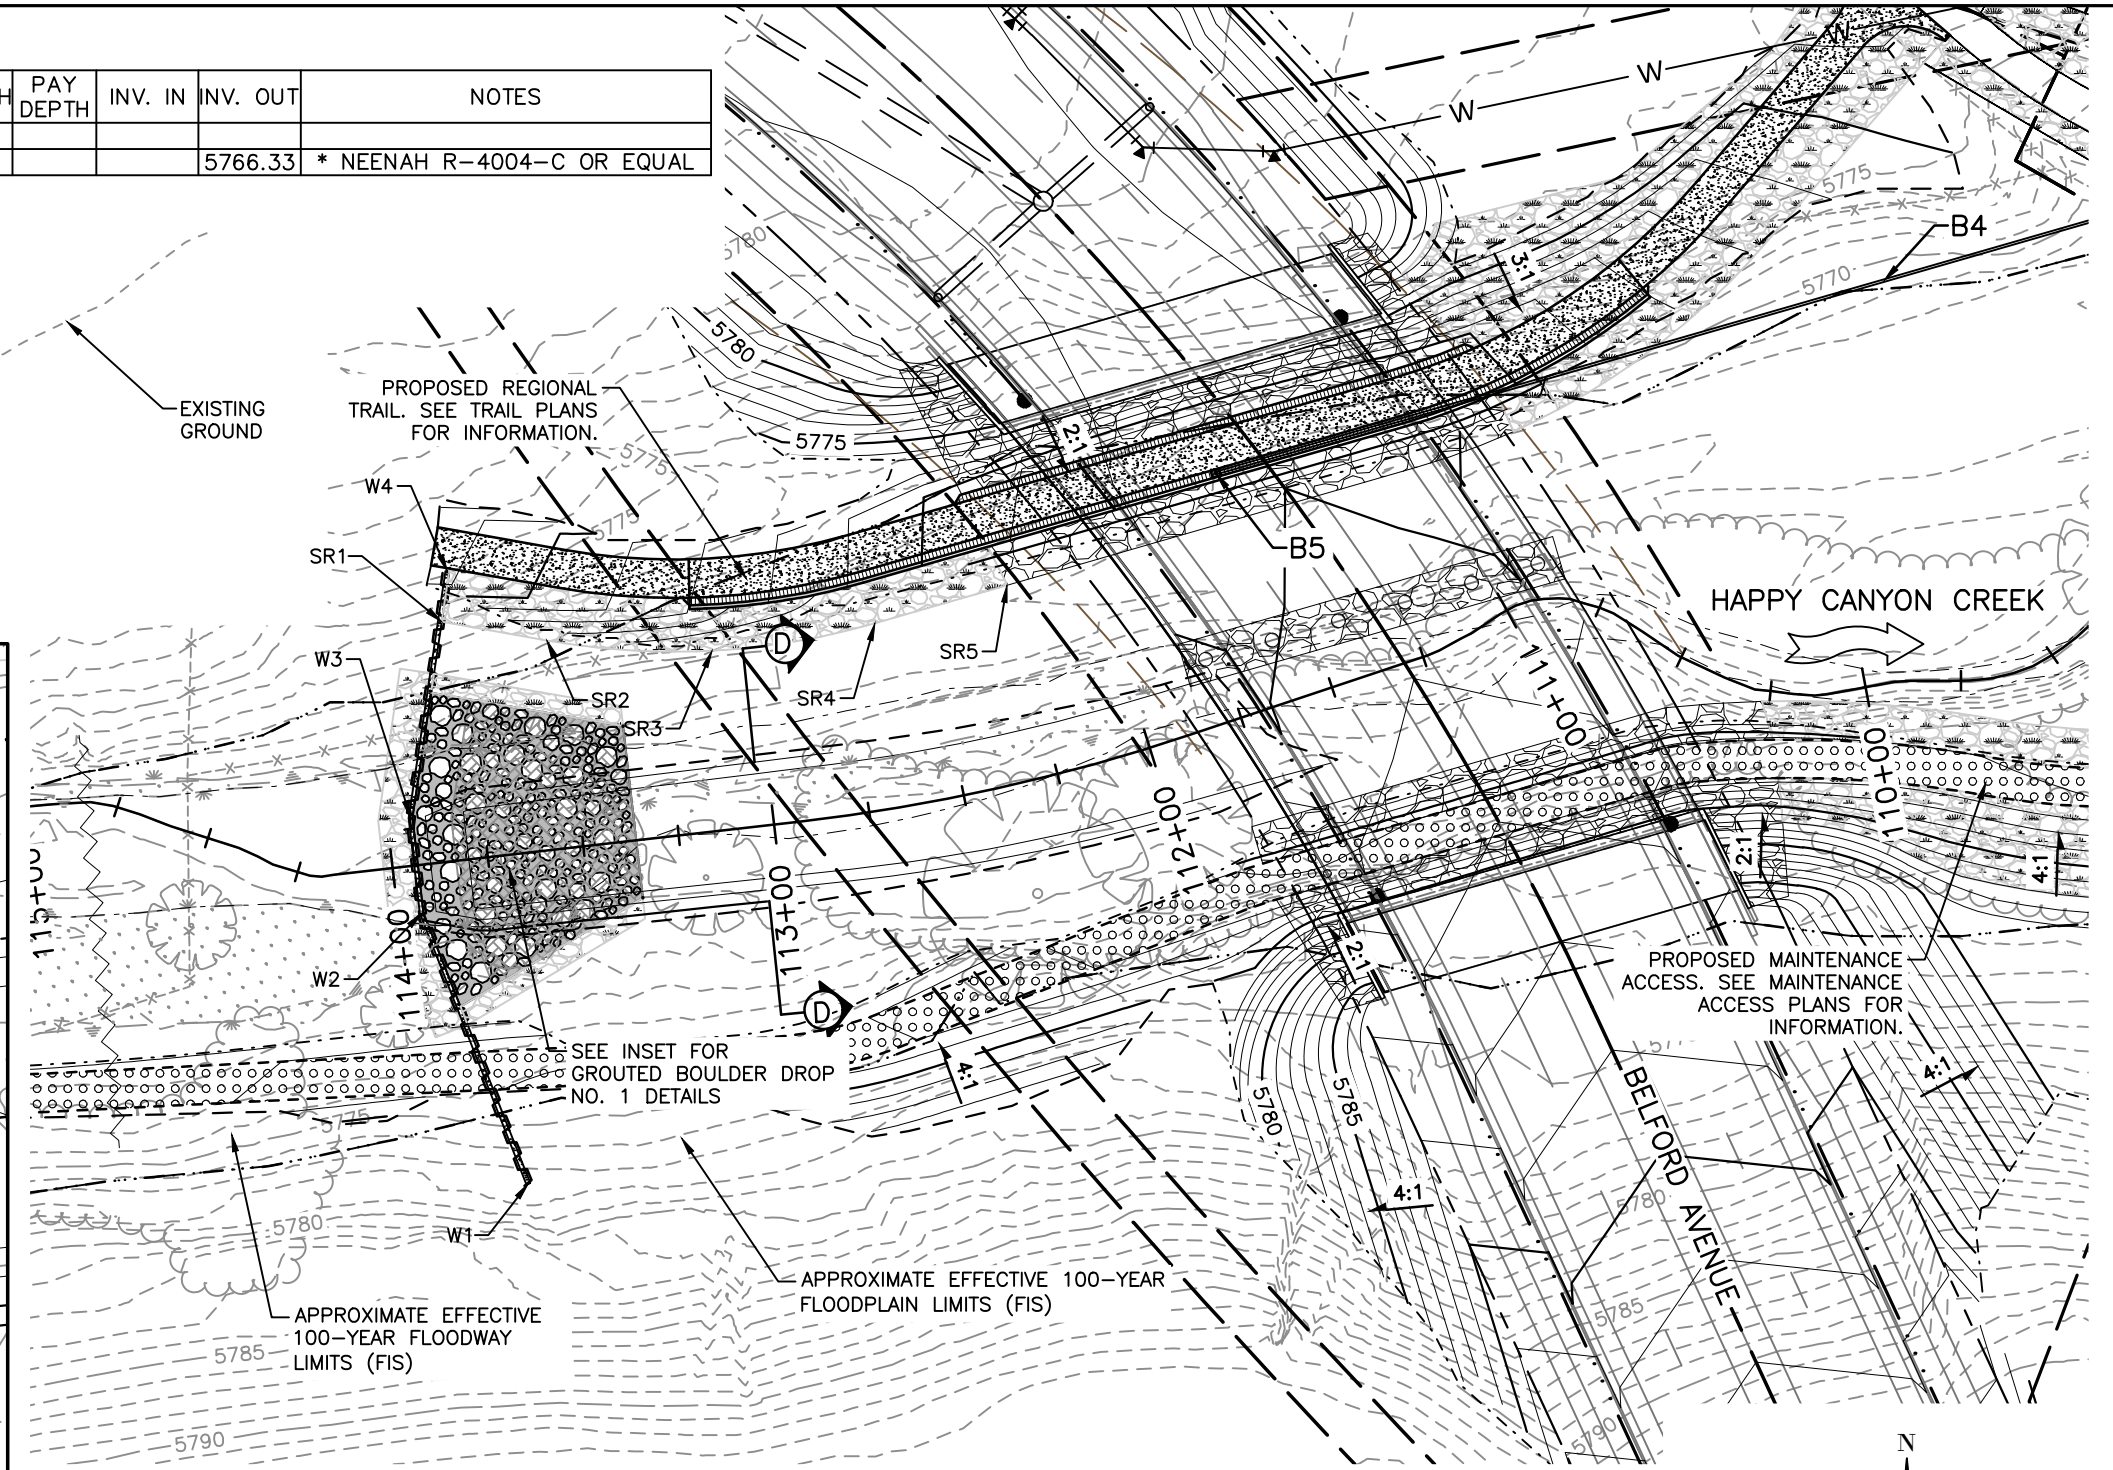 H
PAY DEPTH
INV. IN
INV. OUT
NOTES
5766.33
* NEENAH R-4004-C OR EQUAL
W
W
W
5775
B4
5780
3:1
5770
5780
PROPOSED REGIONAL
TRAIL. SEE TRAIL PLANS
FOR INFORMATION.
EXISTING
GROUND
5775
2:1
5775
W4
5775
SR1
B5
HAPPY CANYON CREEK
D
SR5
W3
SR2
SR4
SR3
111+00
110+00
112+00
2:1
4:1
115+00
113+00
114+00
2:1
W2
PROPOSED MAINTENANCE
ACCESS. SEE MAINTENANCE
ACCESS PLANS FOR
INFORMATION.
D
SEE INSET FOR
GROUTED BOULDER DROP
NO. 1 DETAILS
4:1
4:1
5775
5780
5785
BELFORD AVENUE
4:1
5780
5780
W1
APPROXIMATE EFFECTIVE 100-YEAR
FLOODPLAIN LIMITS (FIS)
APPROXIMATE EFFECTIVE
100-YEAR FLOODWAY
LIMITS (FIS)
5785
5785
5790
5790
N